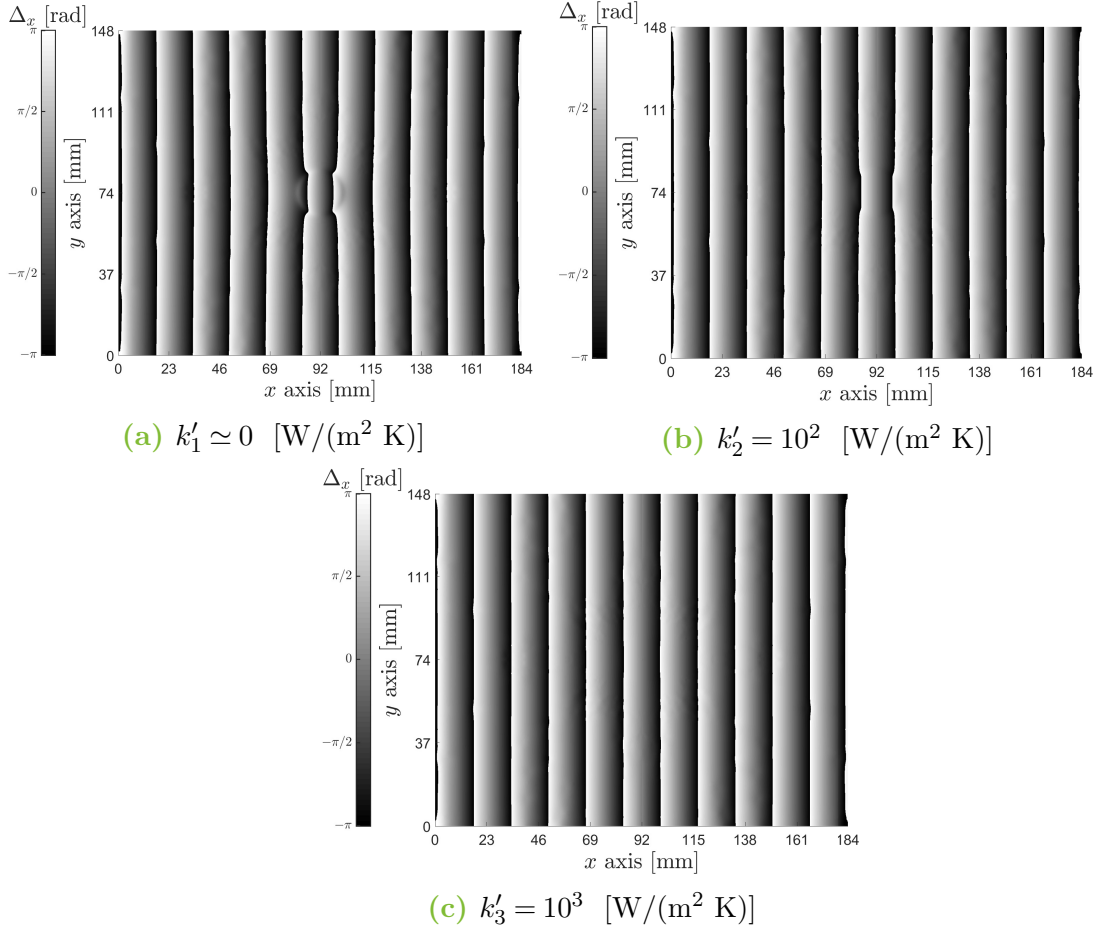 Δx [rad]
π
π/2
0
−π/2
−π
y axis [mm]
148
111
74
37
0
0 23 46 69 92 115 138 161 184
x axis [mm]
(a) k′1 ≃ 0 [W/(m2 K)]
Δx [rad]
π
π/2
0
−π/2
−π
y axis [mm]
148
111
74
37
0
0 23 46 69 92 115 138 161 184
x axis [mm]
(b) k′2 = 10^2 [W/(m2 K)]
Δx [rad]
π
π/2
0
−π/2
−π
y axis [mm]
148
111
74
37
0
0 23 46 69 92 115 138 161 184
x axis [mm]
(c) k′3 = 10^3 [W/(m2 K)]